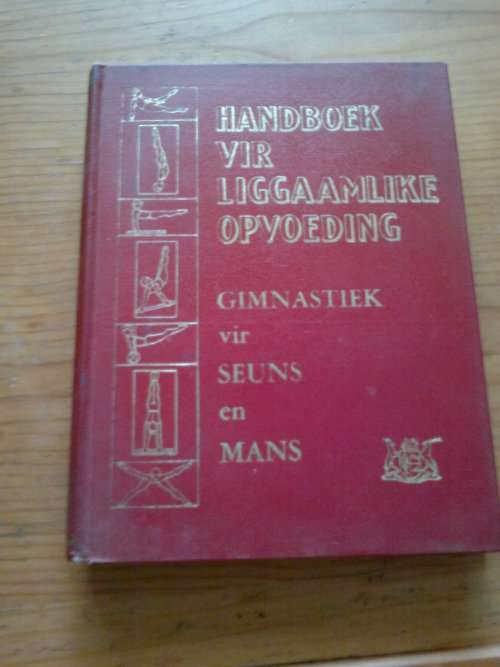 HANDBOEK
VIR
LIGGAAMLIKE
OPVOEDING
GIMNASTIEK
vir
SEUNS
en
MANS